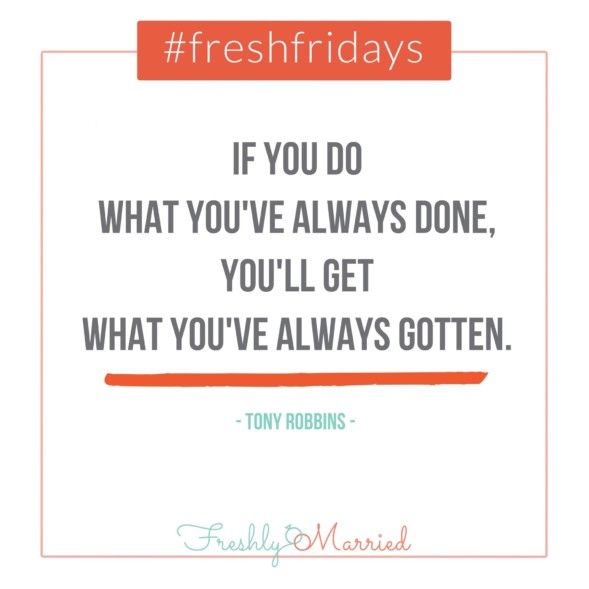 #freshfridays
IF YOU DO
WHAT YOU'VE ALWAYS DONE,
YOU'LL GET
WHAT YOU'VE ALWAYS GOTTEN.
- TONY ROBBINS -
Freshly Married